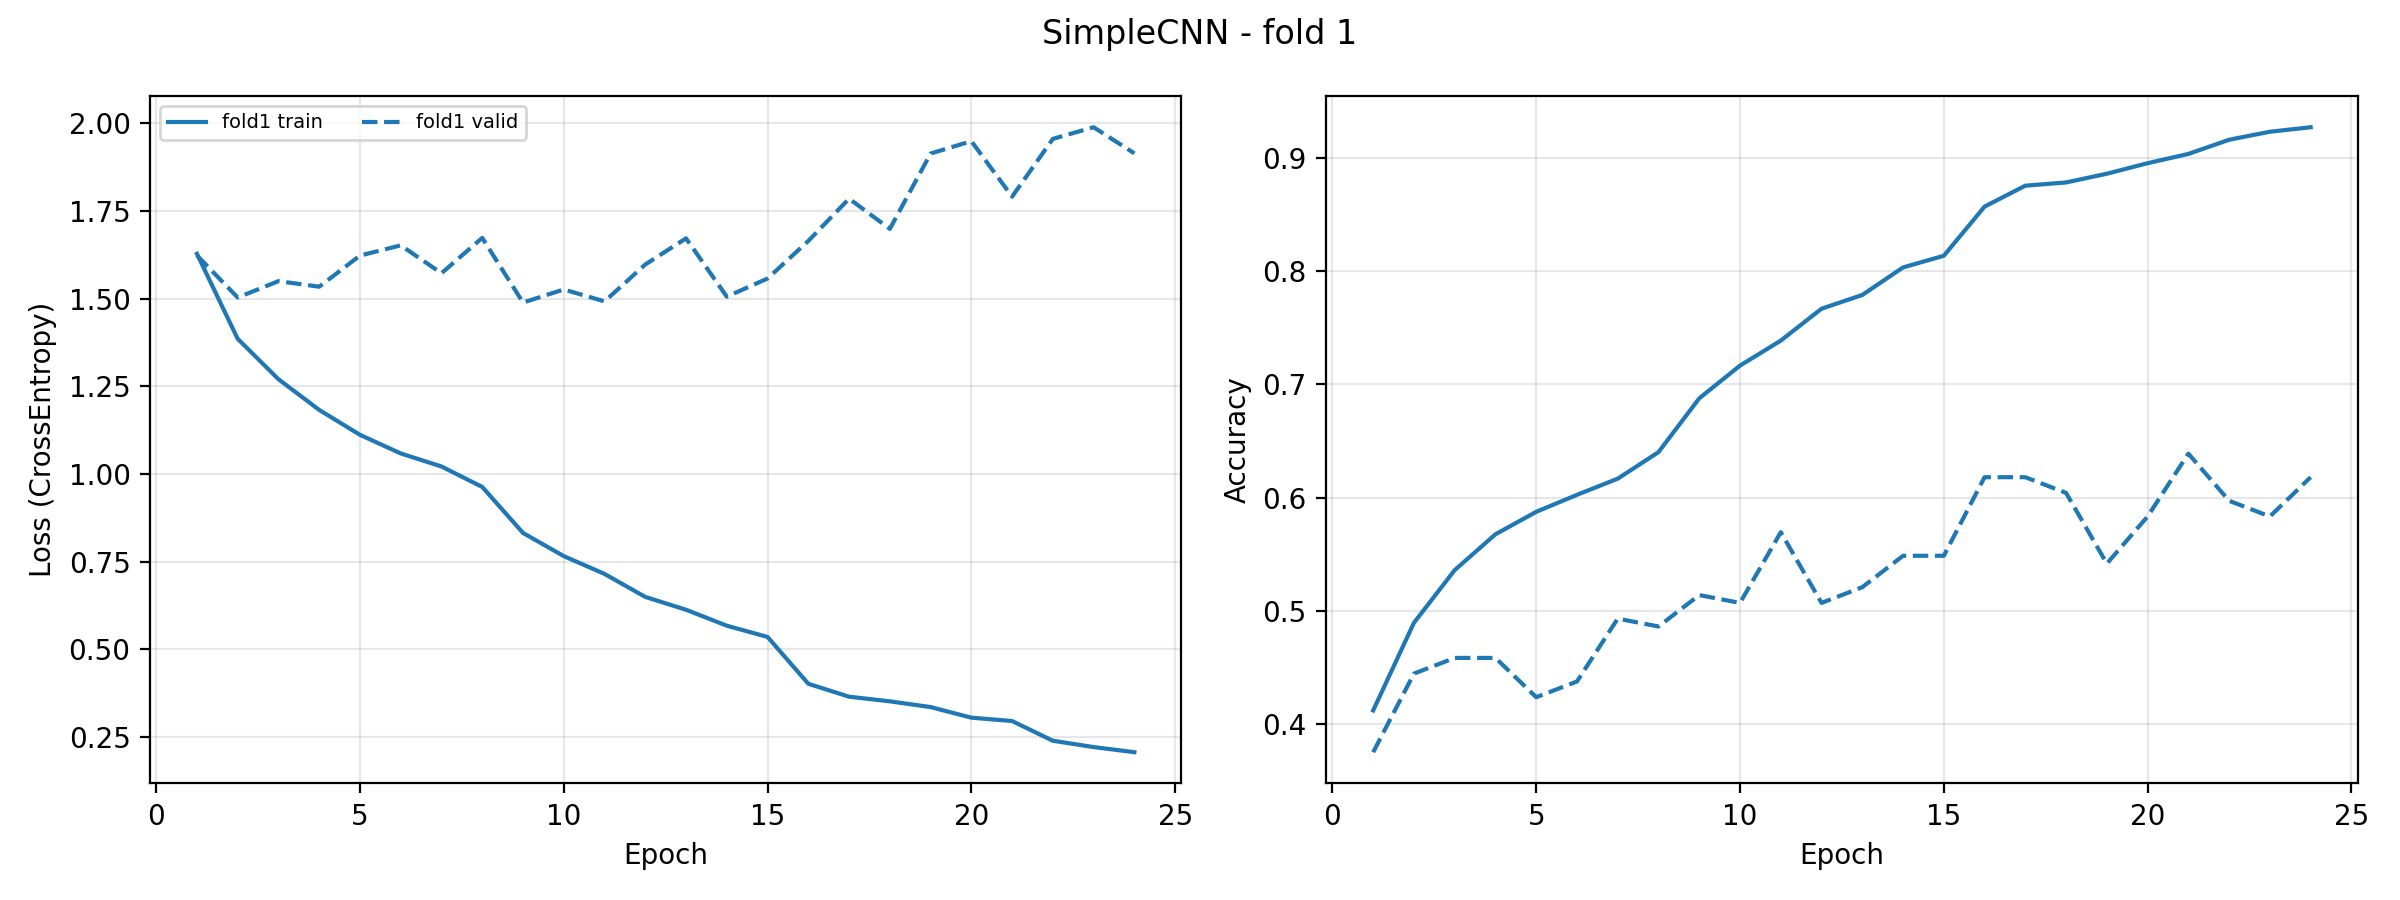 SimpleCNN - fold 1
fold1 train fold1 valid
Loss (CrossEntropy)
2.00
1.75
1.50
1.25
1.00
0.75
0.50
0.25
0 5 10 15 20 25
Epoch
Accuracy
0.9
0.8
0.7
0.6
0.5
0.4
0 5 10 15 20 25
Epoch